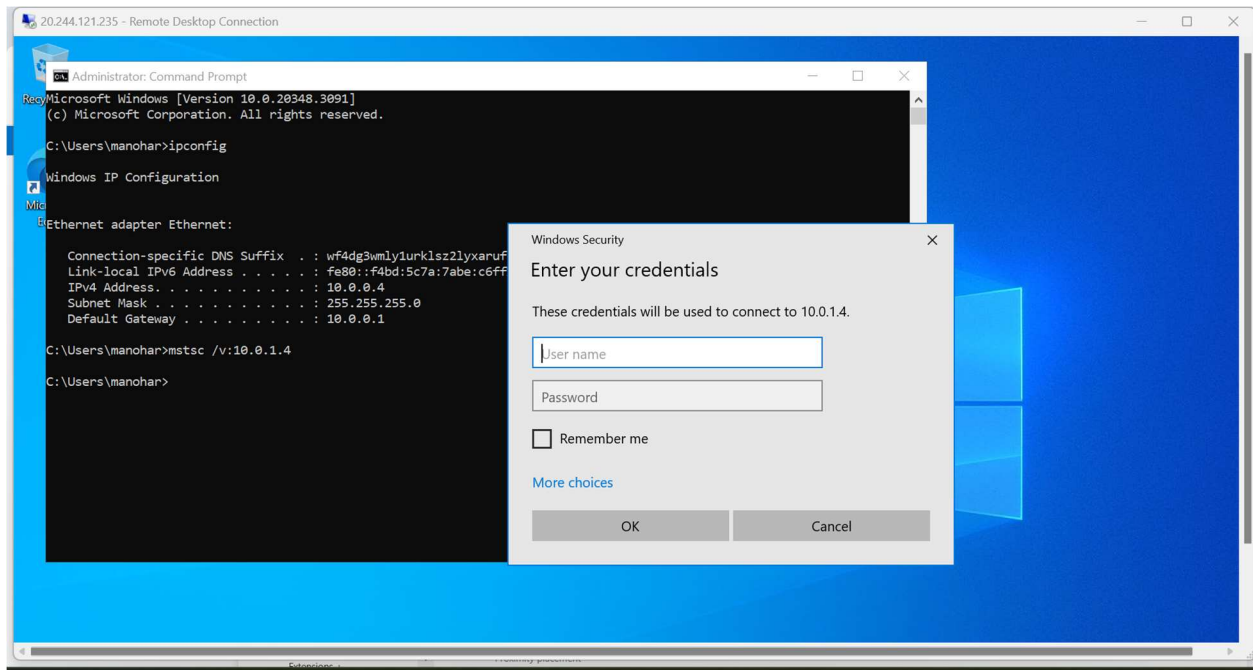 20.244.121.235 - Remote Desktop Connection
Administrator: Command Prompt
Recy
Microsoft Windows [Version 10.0.20348.3091]
(c) Microsoft Corporation. All rights reserved.
C:\Users\manohar>ipconfig
Windows IP Configuration
Mic
E
Ethernet adapter Ethernet:
Connection-specific DNS Suffix . : wf4dg3wmly1urklsz2lyxaruf
Link-local IPv6 Address . . . . . : fe80::f4bd:5c7a:7abe:c6ff
IPv4 Address. . . . . . . . . . . : 10.0.0.4
Subnet Mask . . . . . . . . . . . : 255.255.255.0
Default Gateway . . . . . . . . . : 10.0.0.1
C:\Users\manohar>mstsc /v:10.0.1.4
C:\Users\manohar>
Windows Security
Enter your credentials
These credentials will be used to connect to 10.0.1.4.
User name
Password
Remember me
More choices
OK
Cancel